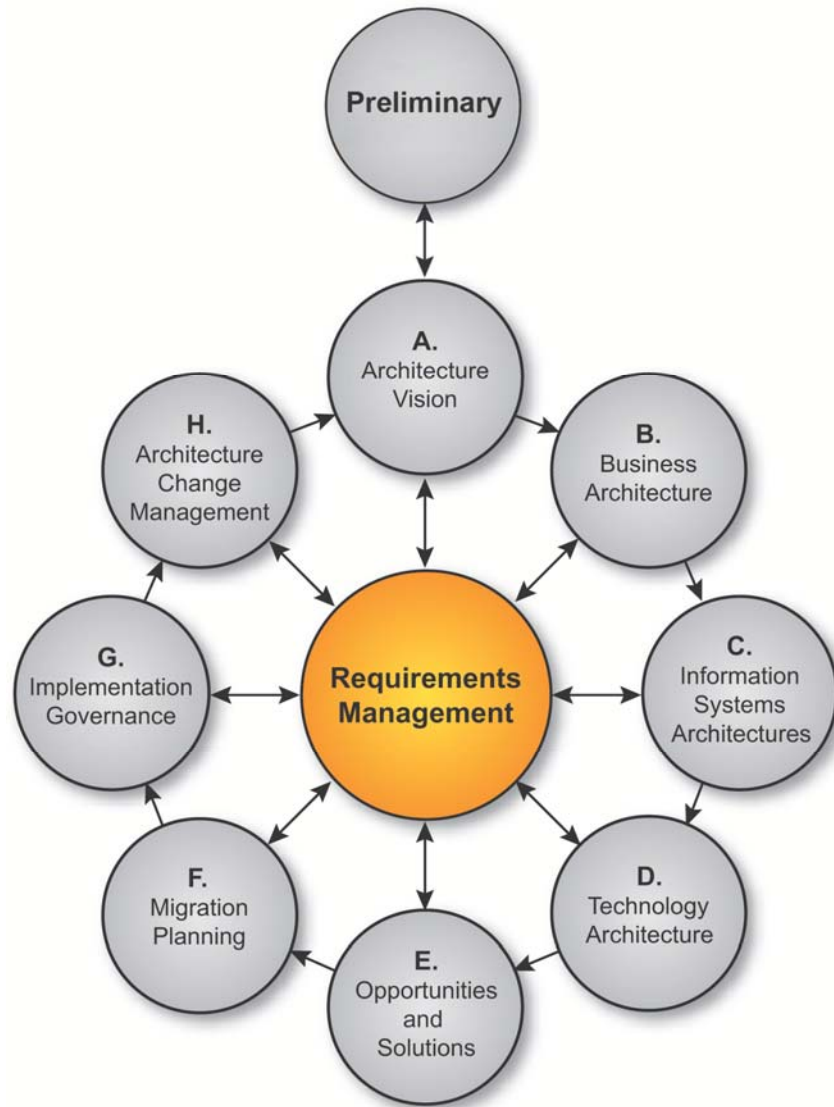 Preliminary
A.
Architecture
Vision
B.
Business
Architecture
C.
Information
Systems
Architectures
D.
Technology
Architecture
E.
Opportunities
and
Solutions
F.
Migration
Planning
G.
Implementation
Governance
H.
Architecture
Change
Management
Requirements
Management